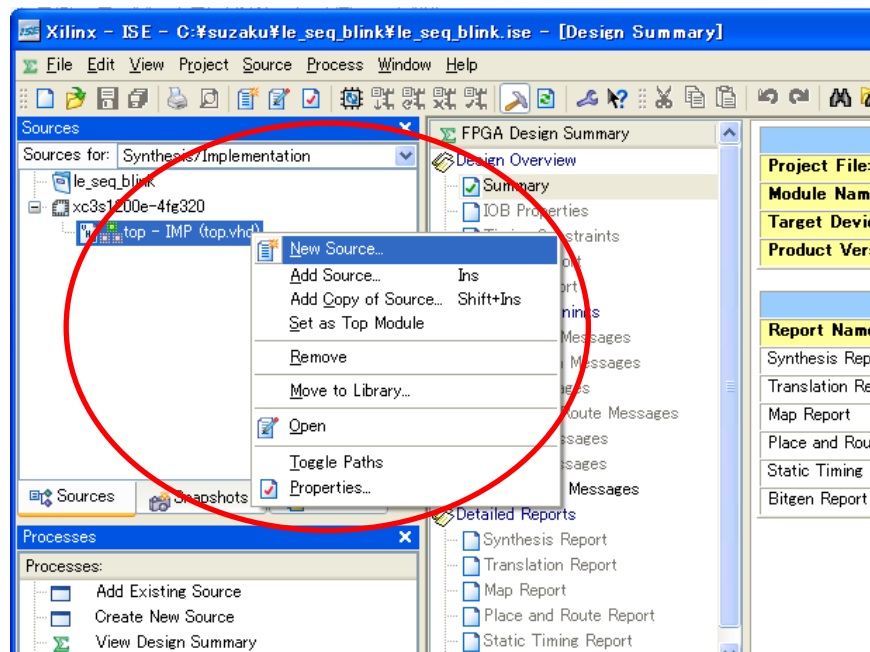 Xilinx - ISE - C:¥suzaku¥le_seq_blink¥le_seq_blink.ise - [Design Summary]
File Edit View Project Source Process Window Help
Sources
Sources for: Synthesis/Implementation
le_seq_blink
xc3s1200e-4fg320
top - IMP (top.vhd)
New Source...
Add Source... Ins
Add Copy of Source... Shift+Ins
Set as Top Module
Remove
Move to Library...
Open
Toggle Paths
Properties...
Sources
Snapshots
Processes
Processes:
Add Existing Source
Create New Source
View Design Summary
FPGA Design Summary
Design Overview
Summary
IOB Properties
Messages
Messages
Route Messages
Messages
Detailed Reports
Synthesis Report
Translation Report
Map Report
Place and Route Report
Static Timing Report
Project File:
Module Nam
Target Devi
Product Ver
Report Name
Synthesis Rep
Translation Re
Map Report
Place and Rou
Static Timing
Bitgen Report